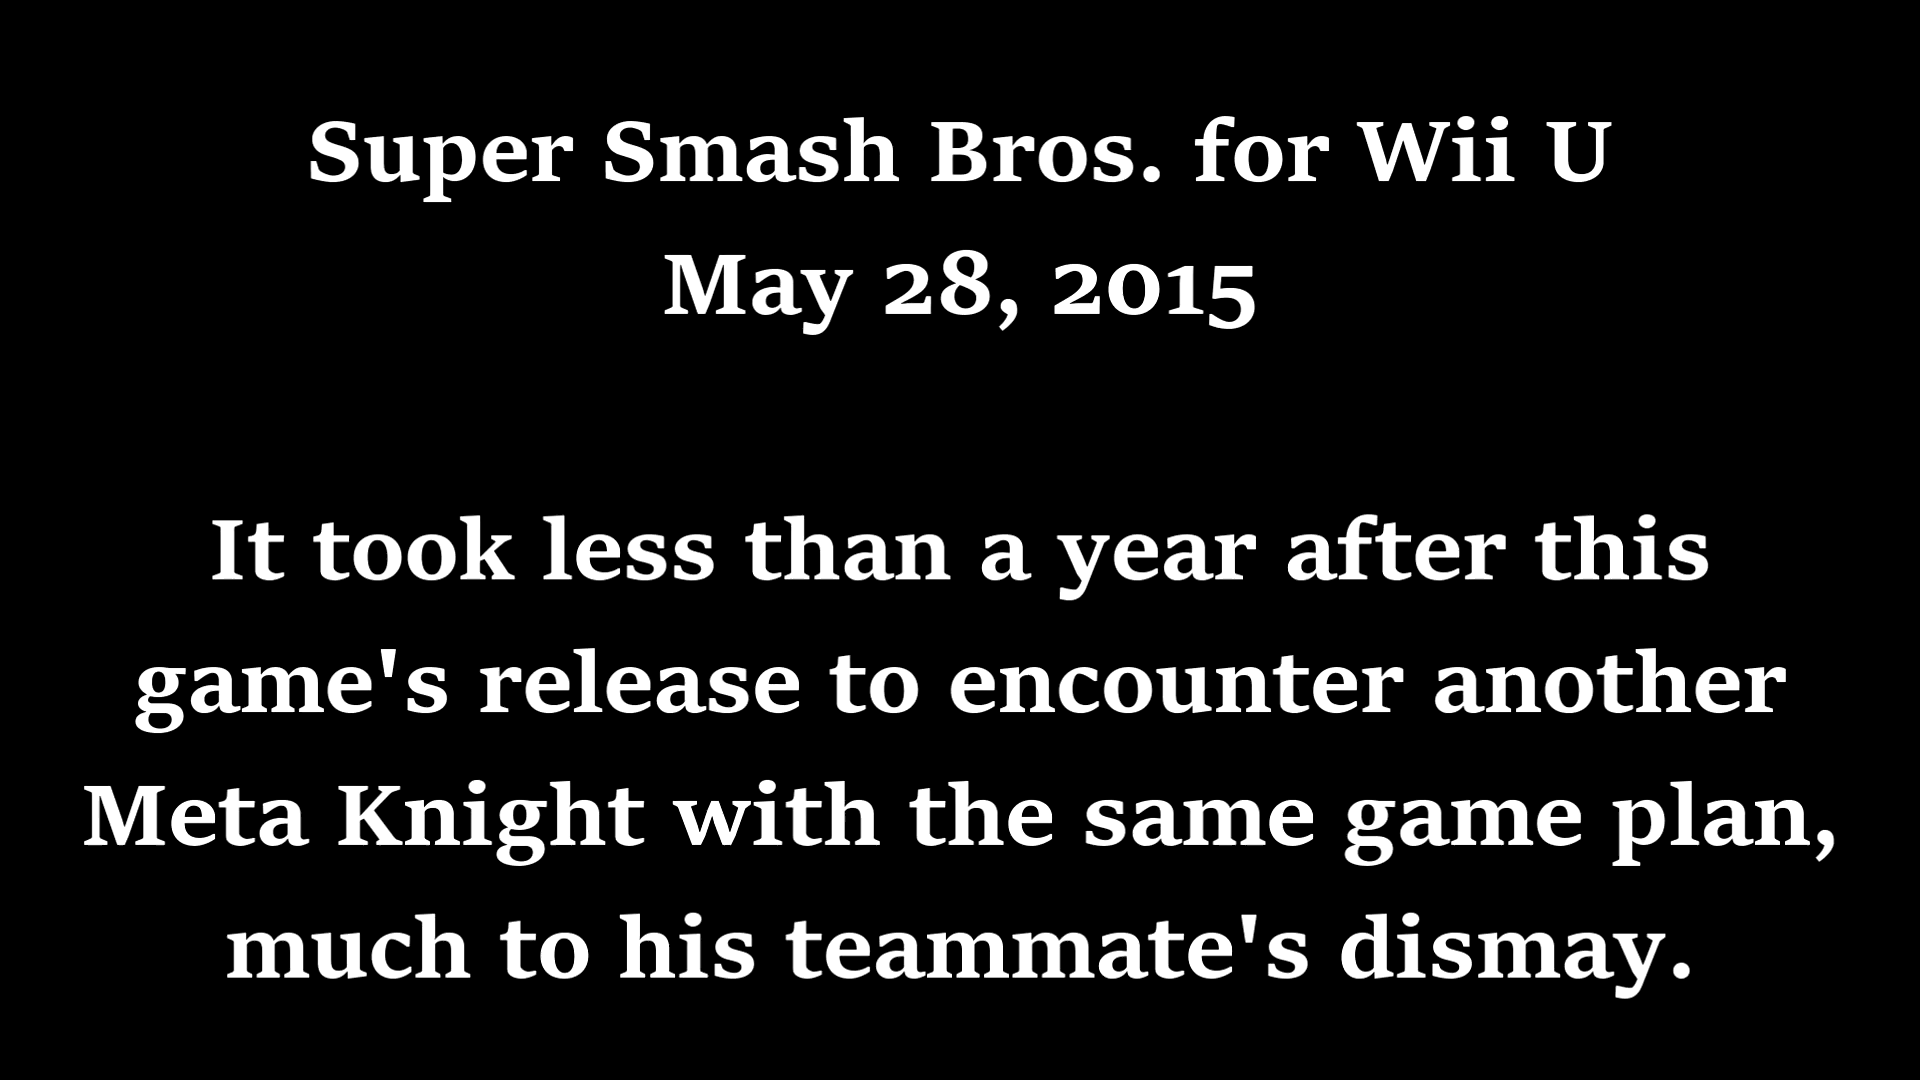 Super Smash Bros. for Wii U
May 28, 2015
It took less than a year after this
game's release to encounter another
Meta Knight with the same game plan,
much to his teammate's dismay.